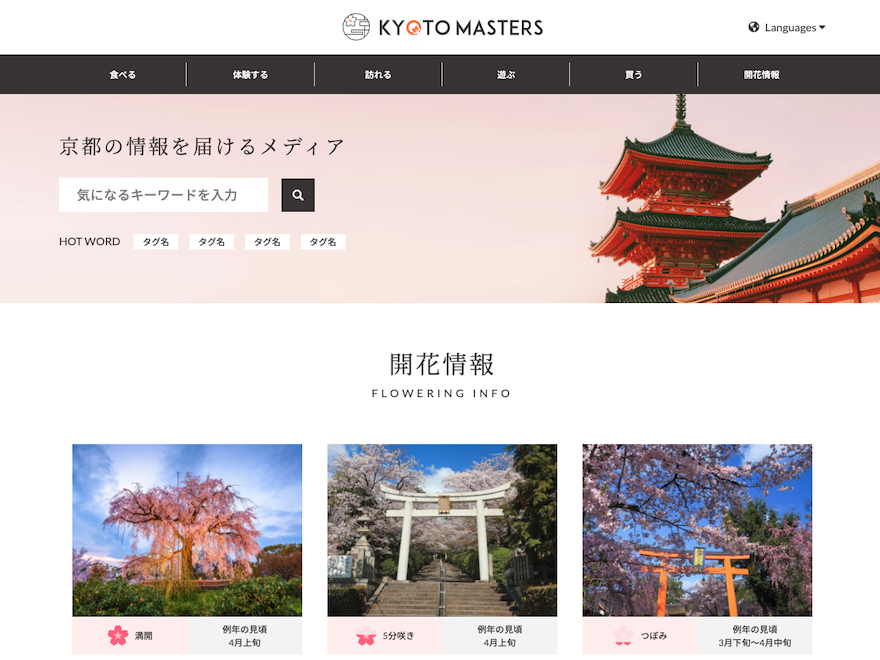 KYOTO MASTERS
Languages
食べる
体験する
訪れる
遊ぶ
買う
開花情報
京都の情報を届けるメディア
気になるキーワードを入力
HOT WORD タグ名 タグ名 タグ名 タグ名
開花情報
FLOWERING INFO
満開
例年の見頃
4月上旬
5分咲き
例年の見頃
4月上旬
つぼみ
例年の見頃
3月下旬〜4月中旬